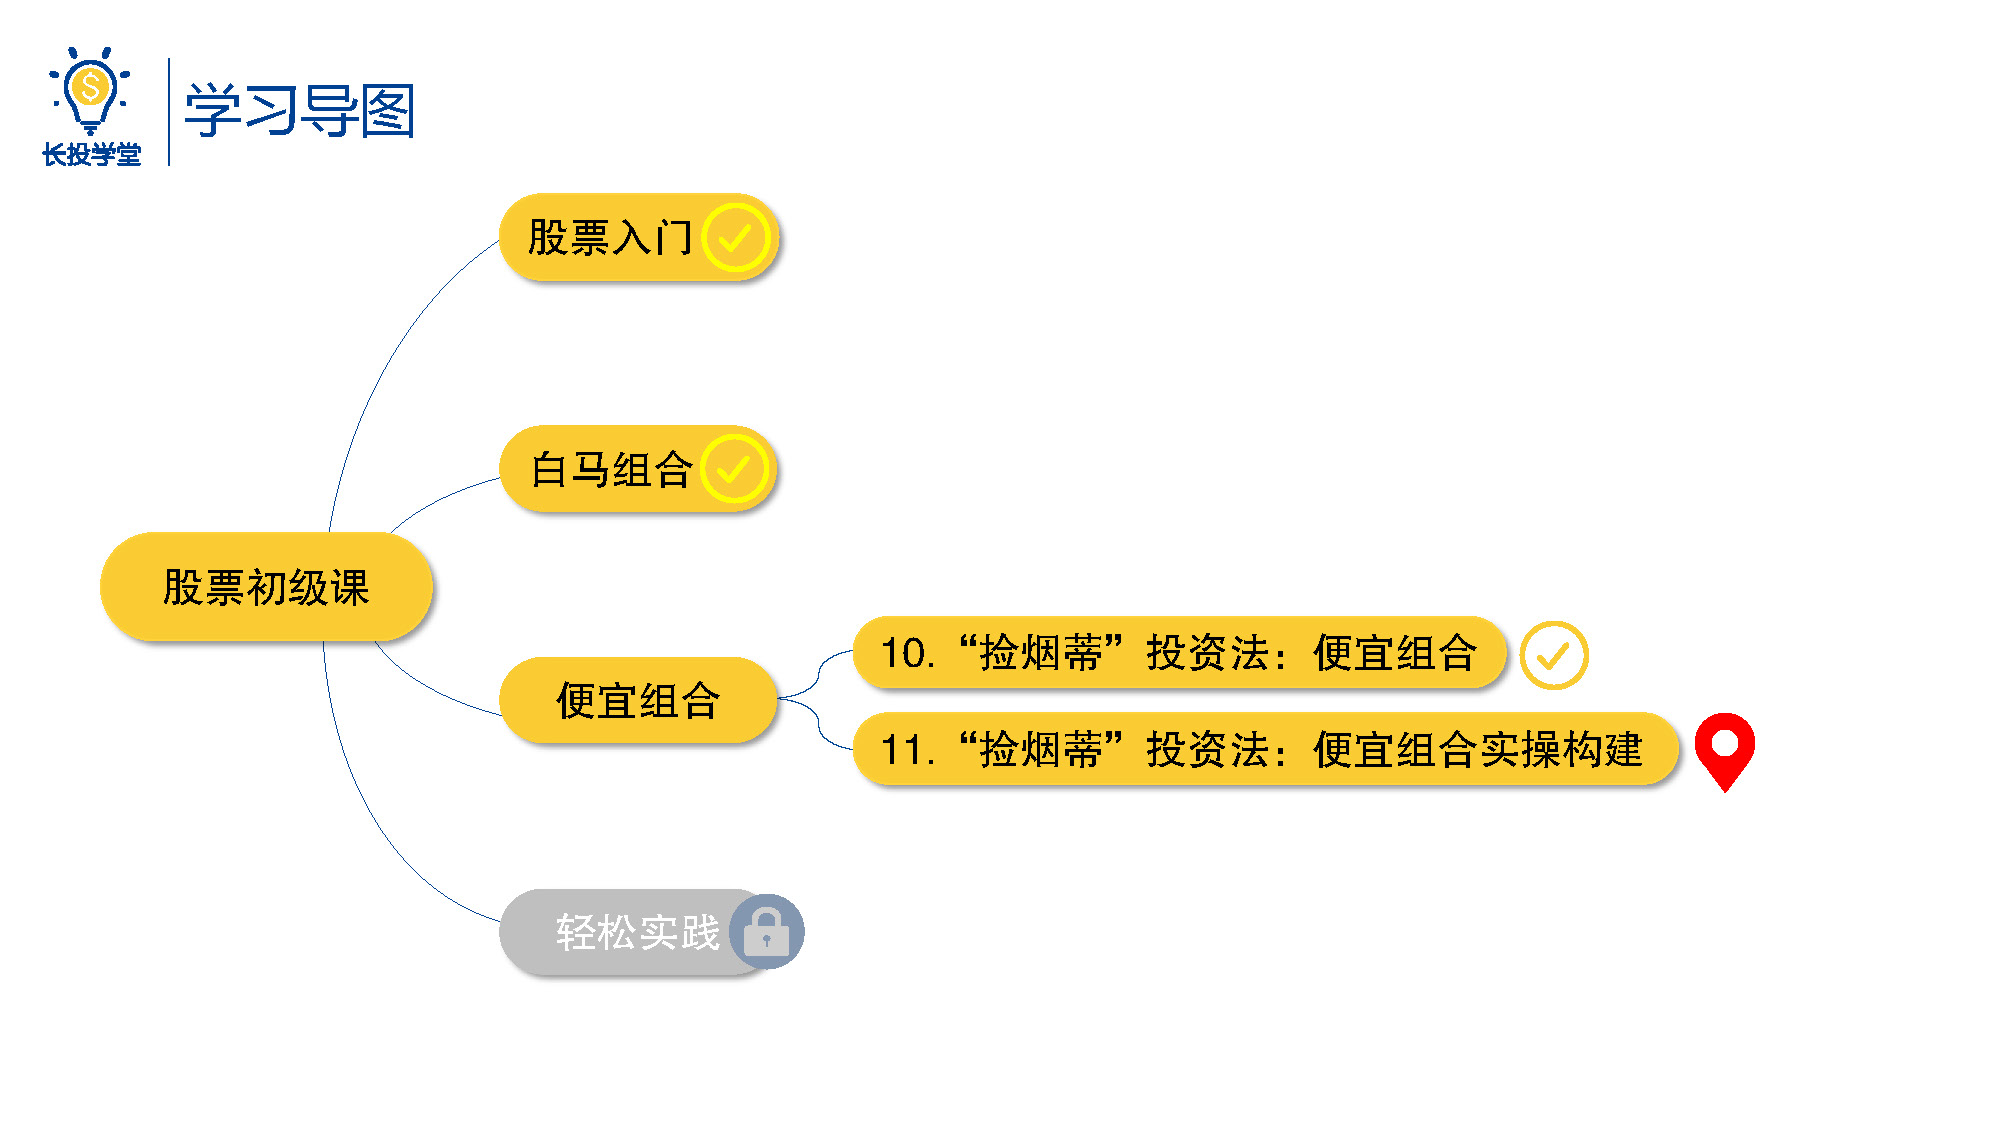 长投学堂
学习导图
股票入门
白马组合
股票初级课
便宜组合
10. “捡烟蒂”投资法：便宜组合
11. “捡烟蒂”投资法：便宜组合实操构建
轻松实践